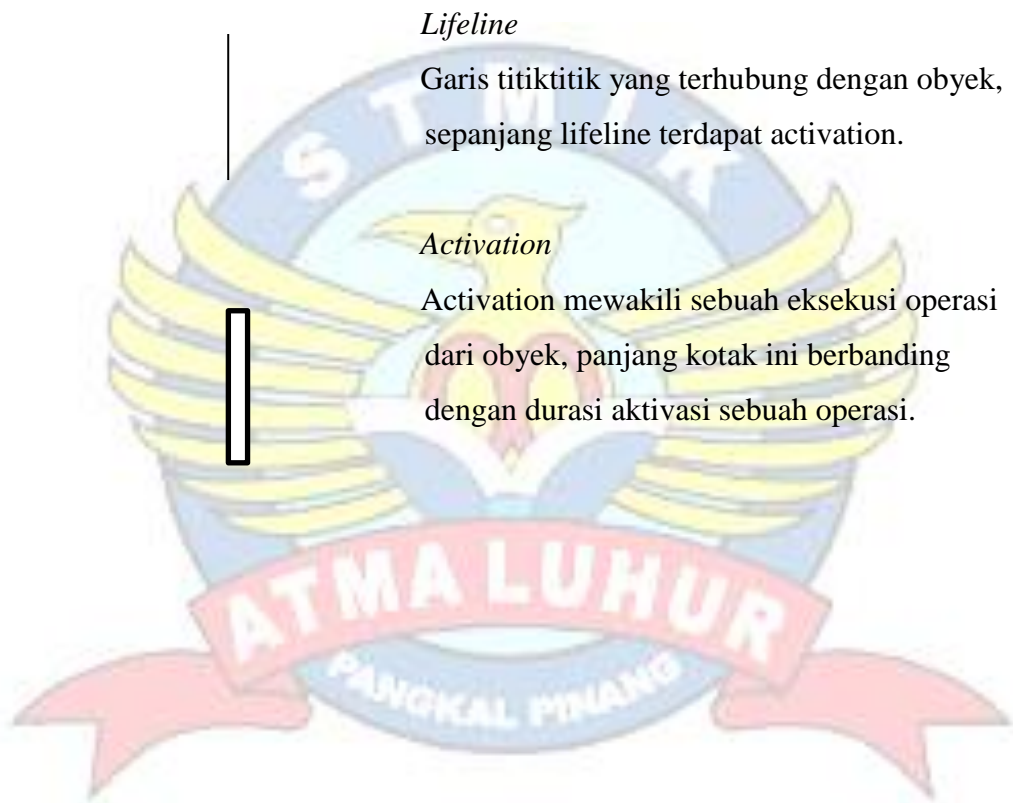 Lifeline
Garis titiktitik yang terhubung dengan obyek,
sepanjang lifeline terdapat activation.
Activation
Activation mewakili sebuah eksekusi operasi
dari obyek, panjang kotak ini berbanding
dengan durasi aktivasi sebuah operasi.
STMIK
ATMA LUHUR
PANGKAL PINANG